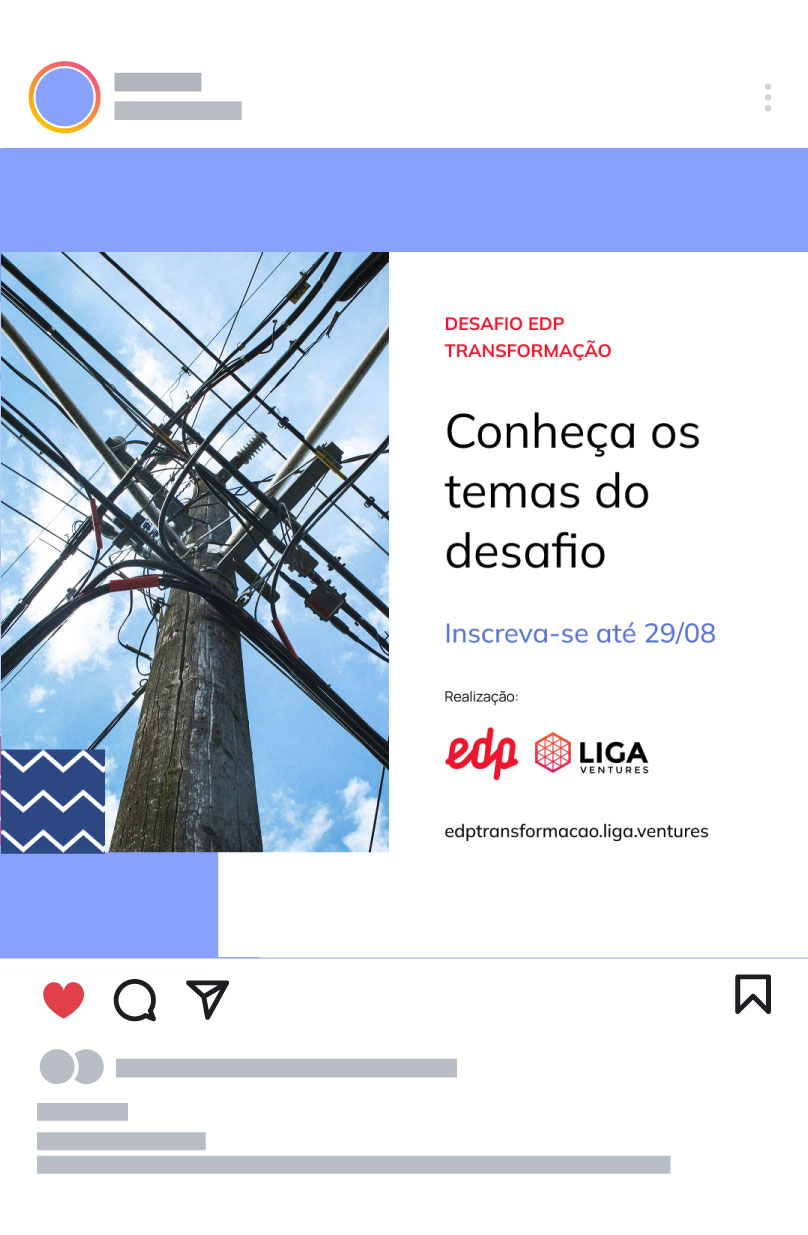 DESAFIO EDP
TRANSFORMAÇÃO
Conheça os
temas do
desafio
Inscreva-se até 29/08
Realização:
edp LIGA
VENTURES
edptransformacao.liga.ventures